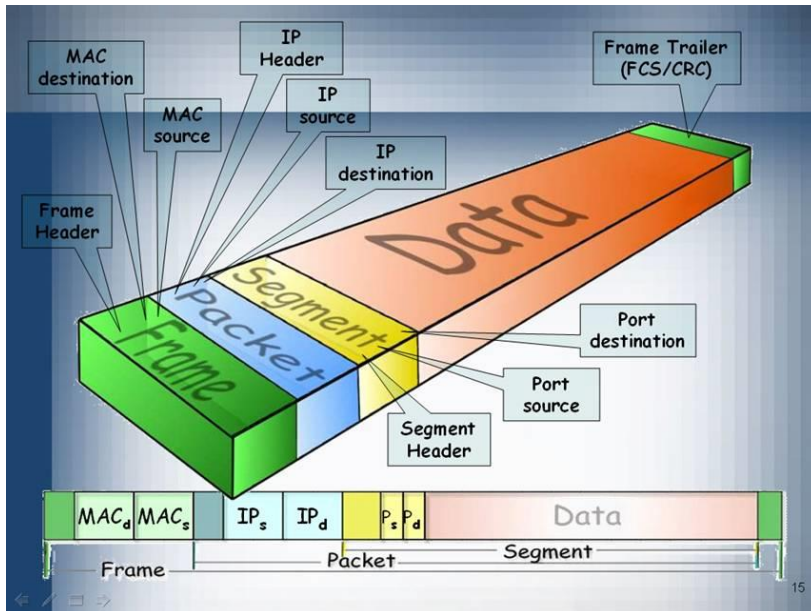 MAC
destination
IP
Header
Frame Trailer
(FCS/CRC)
MAC
source
IP
source
IP
destination
Frame
Header
Data
Segment
Packet
Frame
Port
destination
Port
source
Segment
Header
MACd
MACs
IPs
IPd
Ps
Pd
Data
Segment
Packet
Frame
15